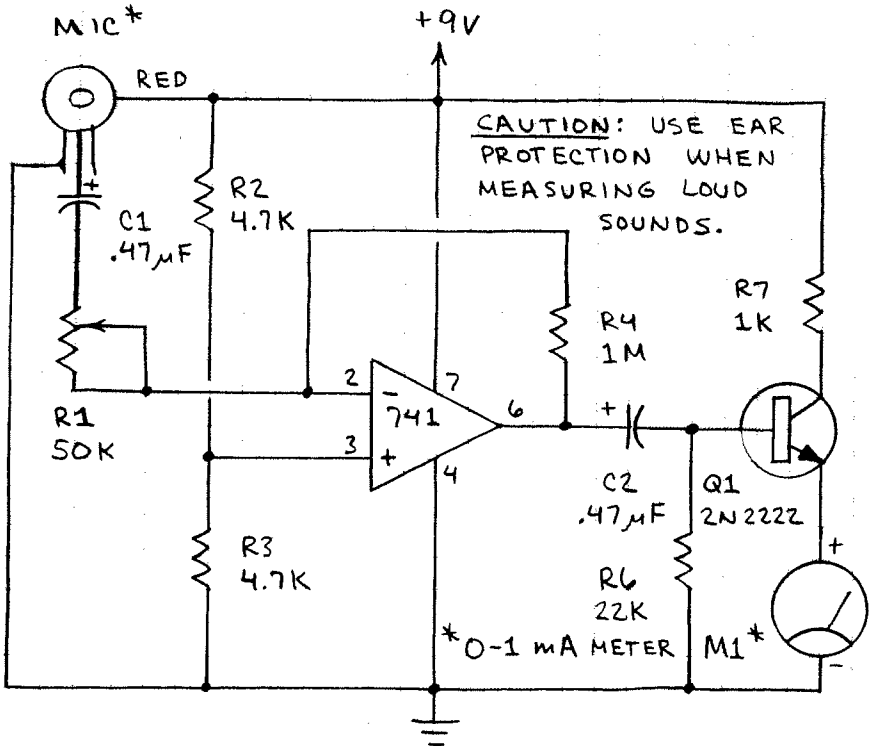 MIC*
+9V
RED
CAUTION: USE EAR
PROTECTION WHEN
MEASURING LOUD
SOUNDS.
+
R2
4.7K
C1
.47μF
R7
1K
R4
1M
2
-
7
741
6
+
3
+
4
R1
50K
C2
.47μF
Q1
2N2222
R3
4.7K
+
R6
22K
*0-1 mA METER
M1*
-